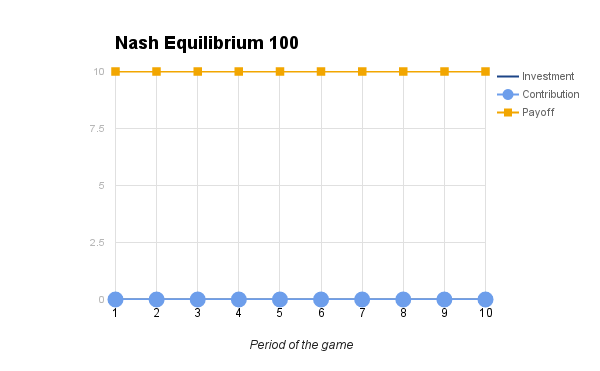 Nash Equilibrium 100
10
7.5
5
2.5
0
1 2 3 4 5 6 7 8 9 10
Period of the game
Investment
Contribution
Payoff